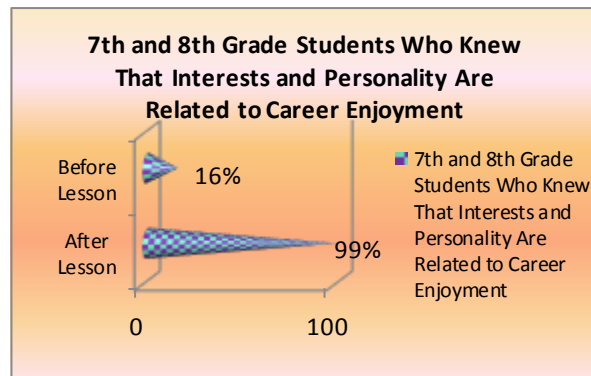 7th and 8th Grade Students Who Knew
That Interests and Personality Are
Related to Career Enjoyment
Before
Lesson
16%
After
Lesson
99%
0
100
7th and 8th Grade
Students Who Knew
That Interests and
Personality Are
Related to Career
Enjoyment